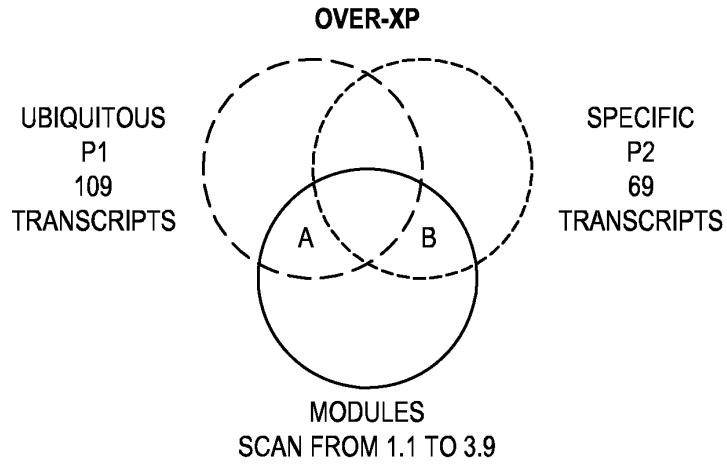 OVER-XP
UBIQUITOUS
P1
109
TRANSCRIPTS
SPECIFIC
P2
69
TRANSCRIPTS
A
B
MODULES
SCAN FROM 1.1 TO 3.9